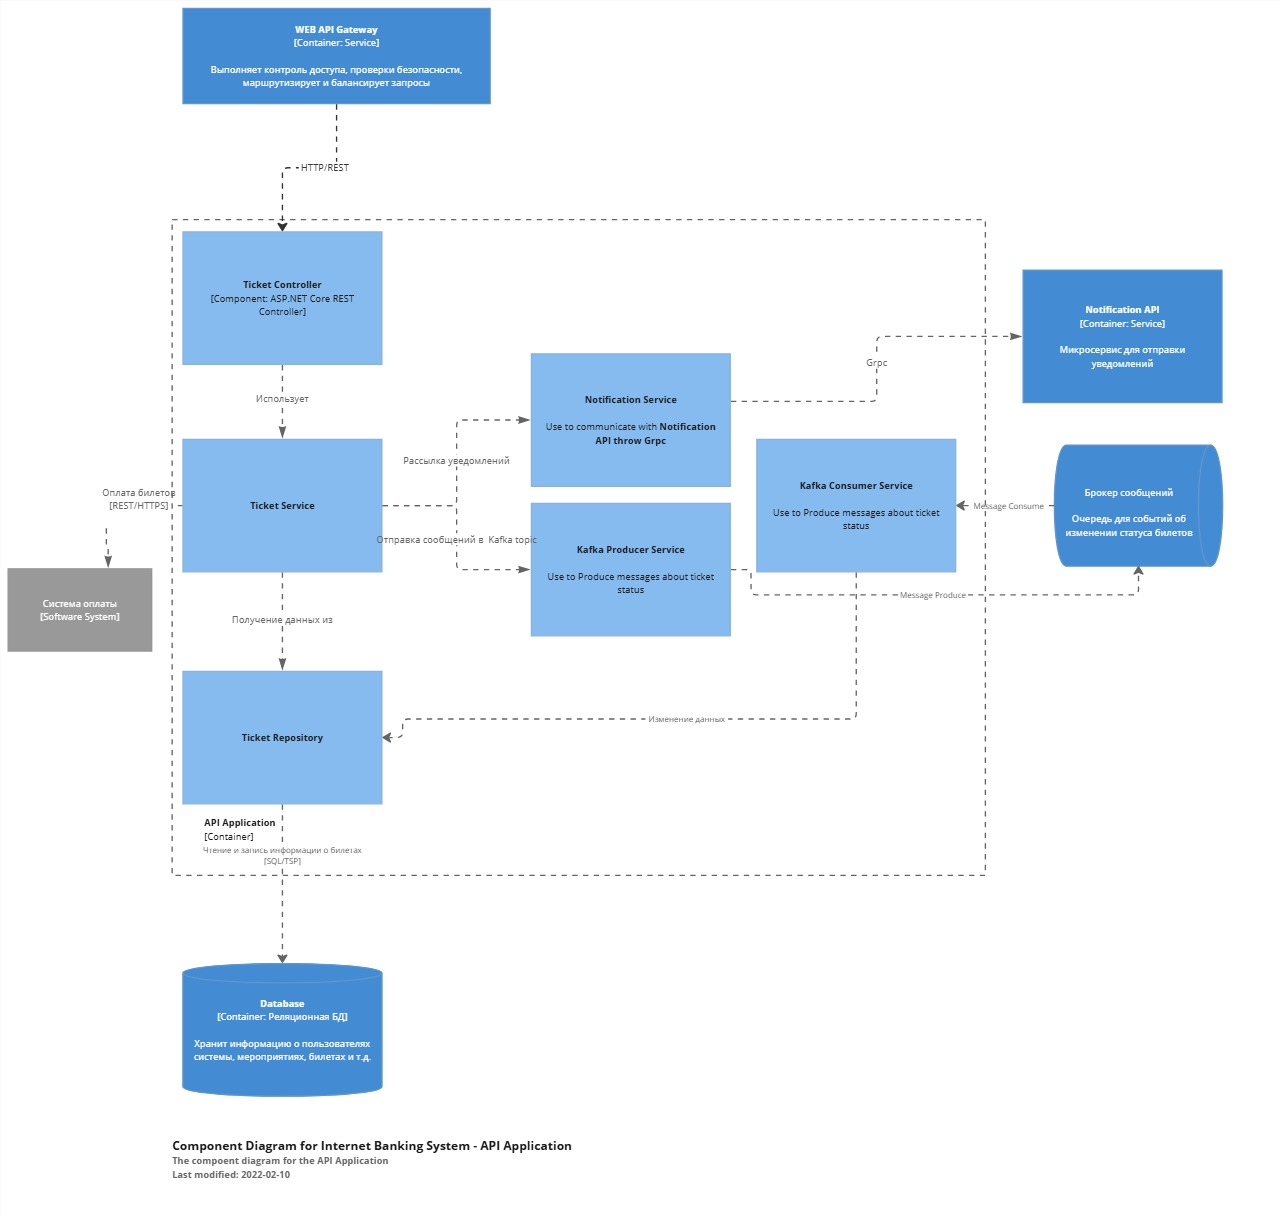 WEB API Gateway
[Container: Service]
Выполняет контроль доступа, проверки безопасности,
маршрутизирует и балансирует запросы
HTTP/REST
Ticket Controller
[Component: ASP.NET Core REST
Controller]
Notification API
[Container: Service]
Микросервис для отправки
уведомлений
Grpc
Использует
Notification Service
Use to communicate with Notification
API throw Grpc
Рассылка уведомлений
Kafka Consumer Service
Use to Produce messages about ticket
status
Message Consume
Брокер сообщений
Очередь для событий об
изменении статуса билетов
Оплата билетов
[REST/HTTPS]
Ticket Service
Отправка сообщений в Kafka topic
Kafka Producer Service
Use to Produce messages about ticket
status
Message Produce
Система оплаты
[Software System]
Получение данных из
Изменение данных
Ticket Repository
API Application
[Container]
Чтение и запись информации о билетах
[SQL/TSP]
Database
[Container: Реляционная БД]
Хранит информацию о пользователях
системы, мероприятиях, билетах и т.д.
Component Diagram for Internet Banking System - API Application
The compoent diagram for the API Application
Last modified: 2022-02-10